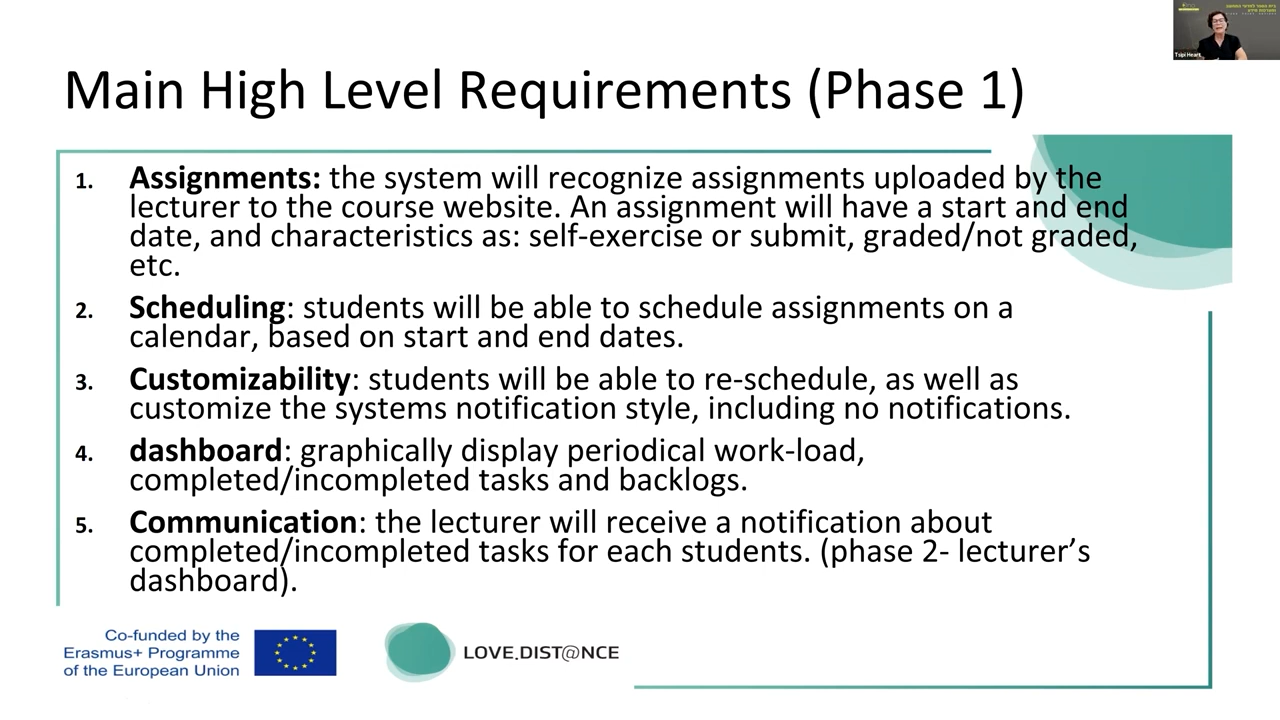 Main High Level Requirements (Phase 1)
1. Assignments: the system will recognize assignments uploaded by the
lecturer to the course website. An assignment will have a start and end
date, and characteristics as: self-exercise or submit, graded/not graded,
etc.
2. Scheduling: students will be able to schedule assignments on a
calendar, based on start and end dates.
3. Customizability: students will be able to re-schedule, as well as
customize the systems notification style, including no notifications.
4. dashboard: graphically display periodical work-load,
completed/incompleted tasks and backlogs.
5. Communication: the lecturer will receive a notification about
completed/incompleted tasks for each students. (phase 2- lecturer’s
dashboard).
Co-funded by the
Erasmus+ Programme
of the European Union
LOVE.DIST@NCE
Tsipi Heart